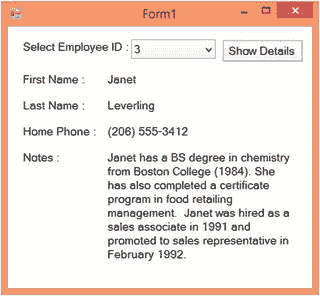 Form1
Select Employee ID : 3 Show Details
First Name : Janet
Last Name : Leverling
Home Phone : (206) 555-3412
Notes : Janet has a BS degree in chemistry
from Boston College (1984). She
has also completed a certificate
program in food retailing
management. Janet was hired as a
sales associate in 1991 and
promoted to sales representative in
February 1992.